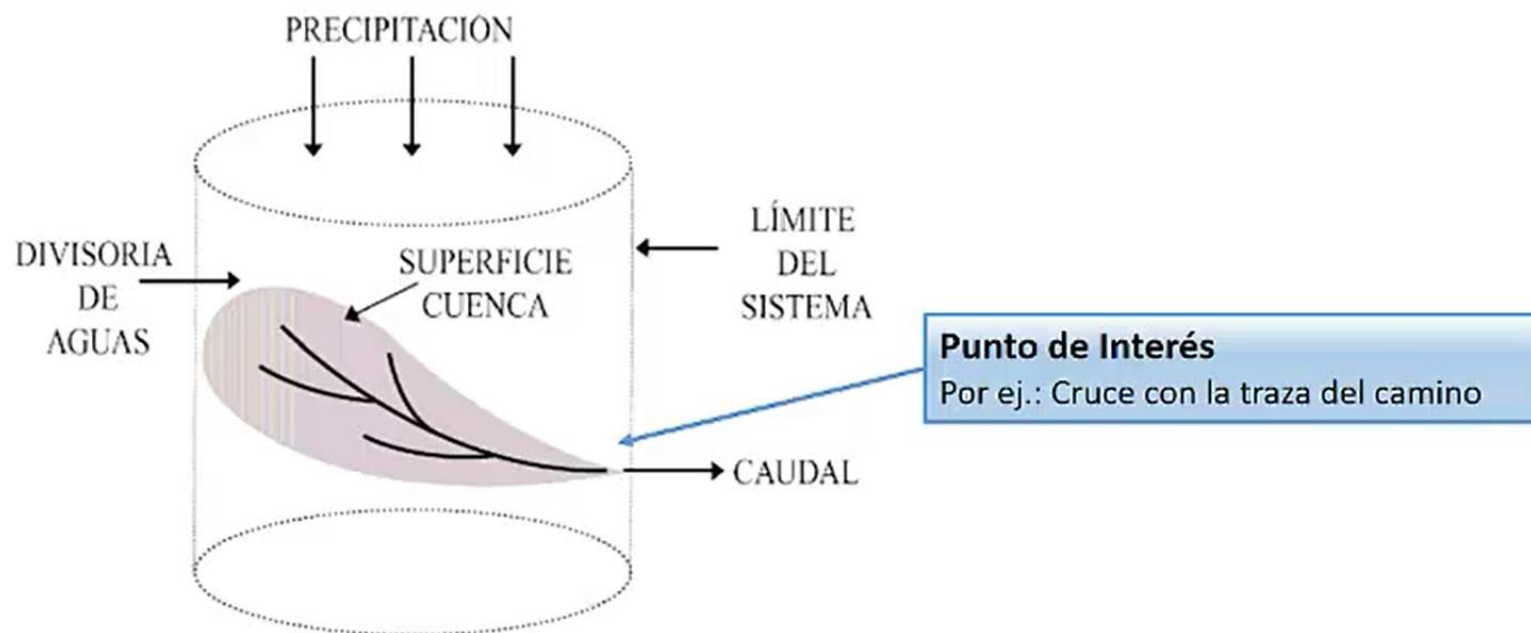 PRECIPITACIÓN
DIVISORIA
DE
AGUAS
SUPERFICIE
CUENCA
LÍMITE
DEL
SISTEMA
Punto de Interés
Por ej.: Cruce con la traza del camino
CAUDAL